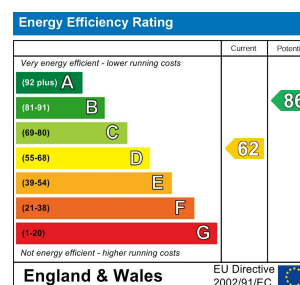 Energy Efficiency Rating
Current
Very energy efficient - lower running costs
(92 plus) A
(81-91) B
86
(69-80) C
(55-68) D
62
(39-54) E
(21-38) F
(1-20) G
Not energy efficient - higher running costs
England & Wales
EU Directive
2002/91/EC